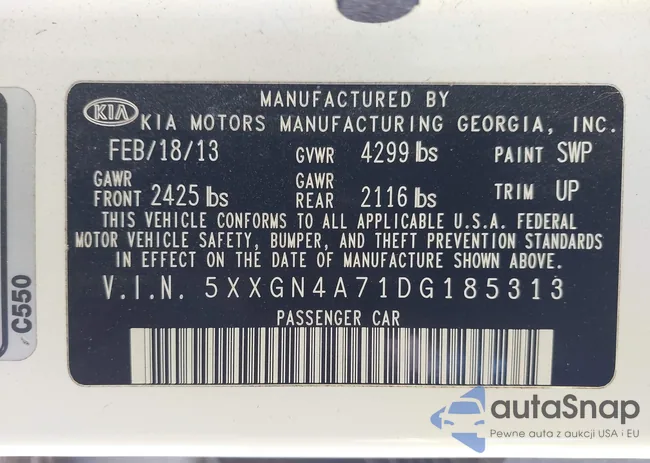 MANUFACTURED BY
KIA KIA MOTORS MANUFACTURING GEORGIA, INC.
FEB/18/13 GVWR 4299 lbs PAINT SWP
GAWR FRONT 2425 lbs GAWR REAR 2116 lbs TRIM UP
THIS VEHICLE CONFORMS TO ALL APPLICABLE U.S.A. FEDERAL
MOTOR VEHICLE SAFETY, BUMPER, AND THEFT PREVENTION STANDARDS
IN EFFECT ON THE DATE OF MANUFACTURE SHOWN ABOVE.
V.I.N. 5XXGN4A71DG185313
PASSENGER CAR
C550
autaSnap
Pewne auta z aukcji USA i EU